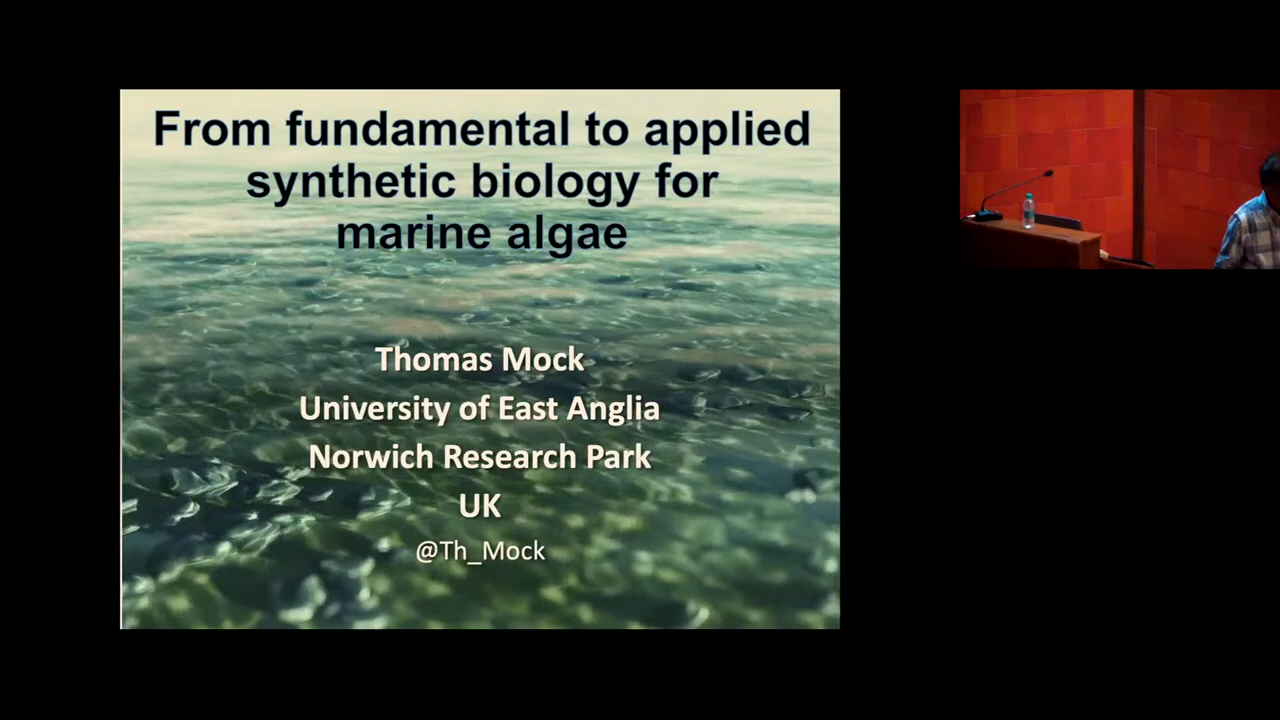 From fundamental to applied
synthetic biology for
marine algae
Thomas Mock
University of East Anglia
Norwich Research Park
UK
@Th_Mock